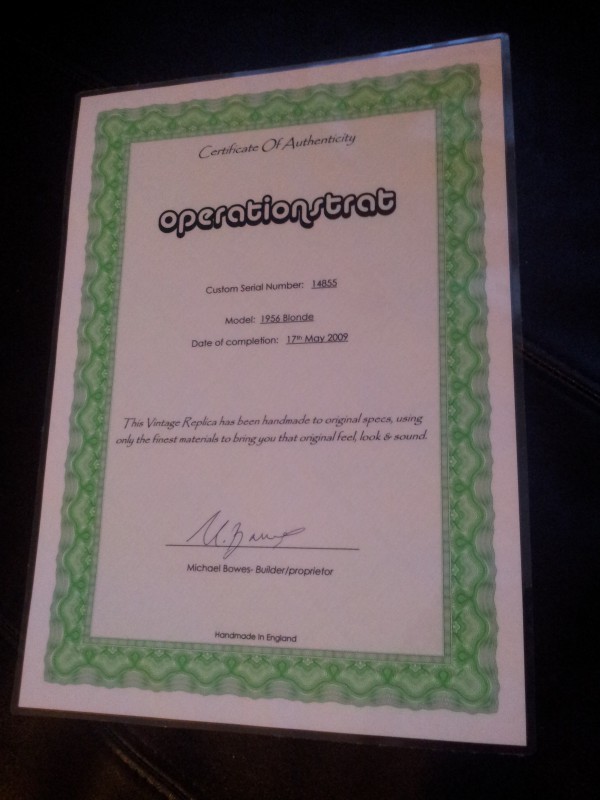 Certificate Of Authenticity
operationstrat
Custom Serial Number: 14855
Model: 1956 Blonde
Date of completion: 17th May 2009
This Vintage Replica has been handmade to original specs, using
only the finest materials to bring you that original feel, look & sound.
M. Bowes
Michael Bowes- Builder/proprietor
Handmade in England